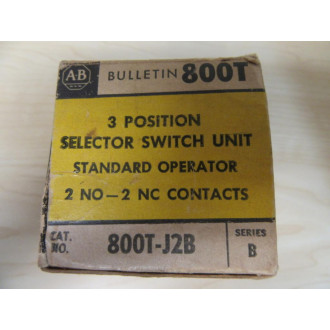 A-B BULLETIN 800T
3 POSITION
SELECTOR SWITCH UNIT
STANDARD OPERATOR
2 NO—2 NC CONTACTS
CAT. NO. 800T-J2B SERIES B